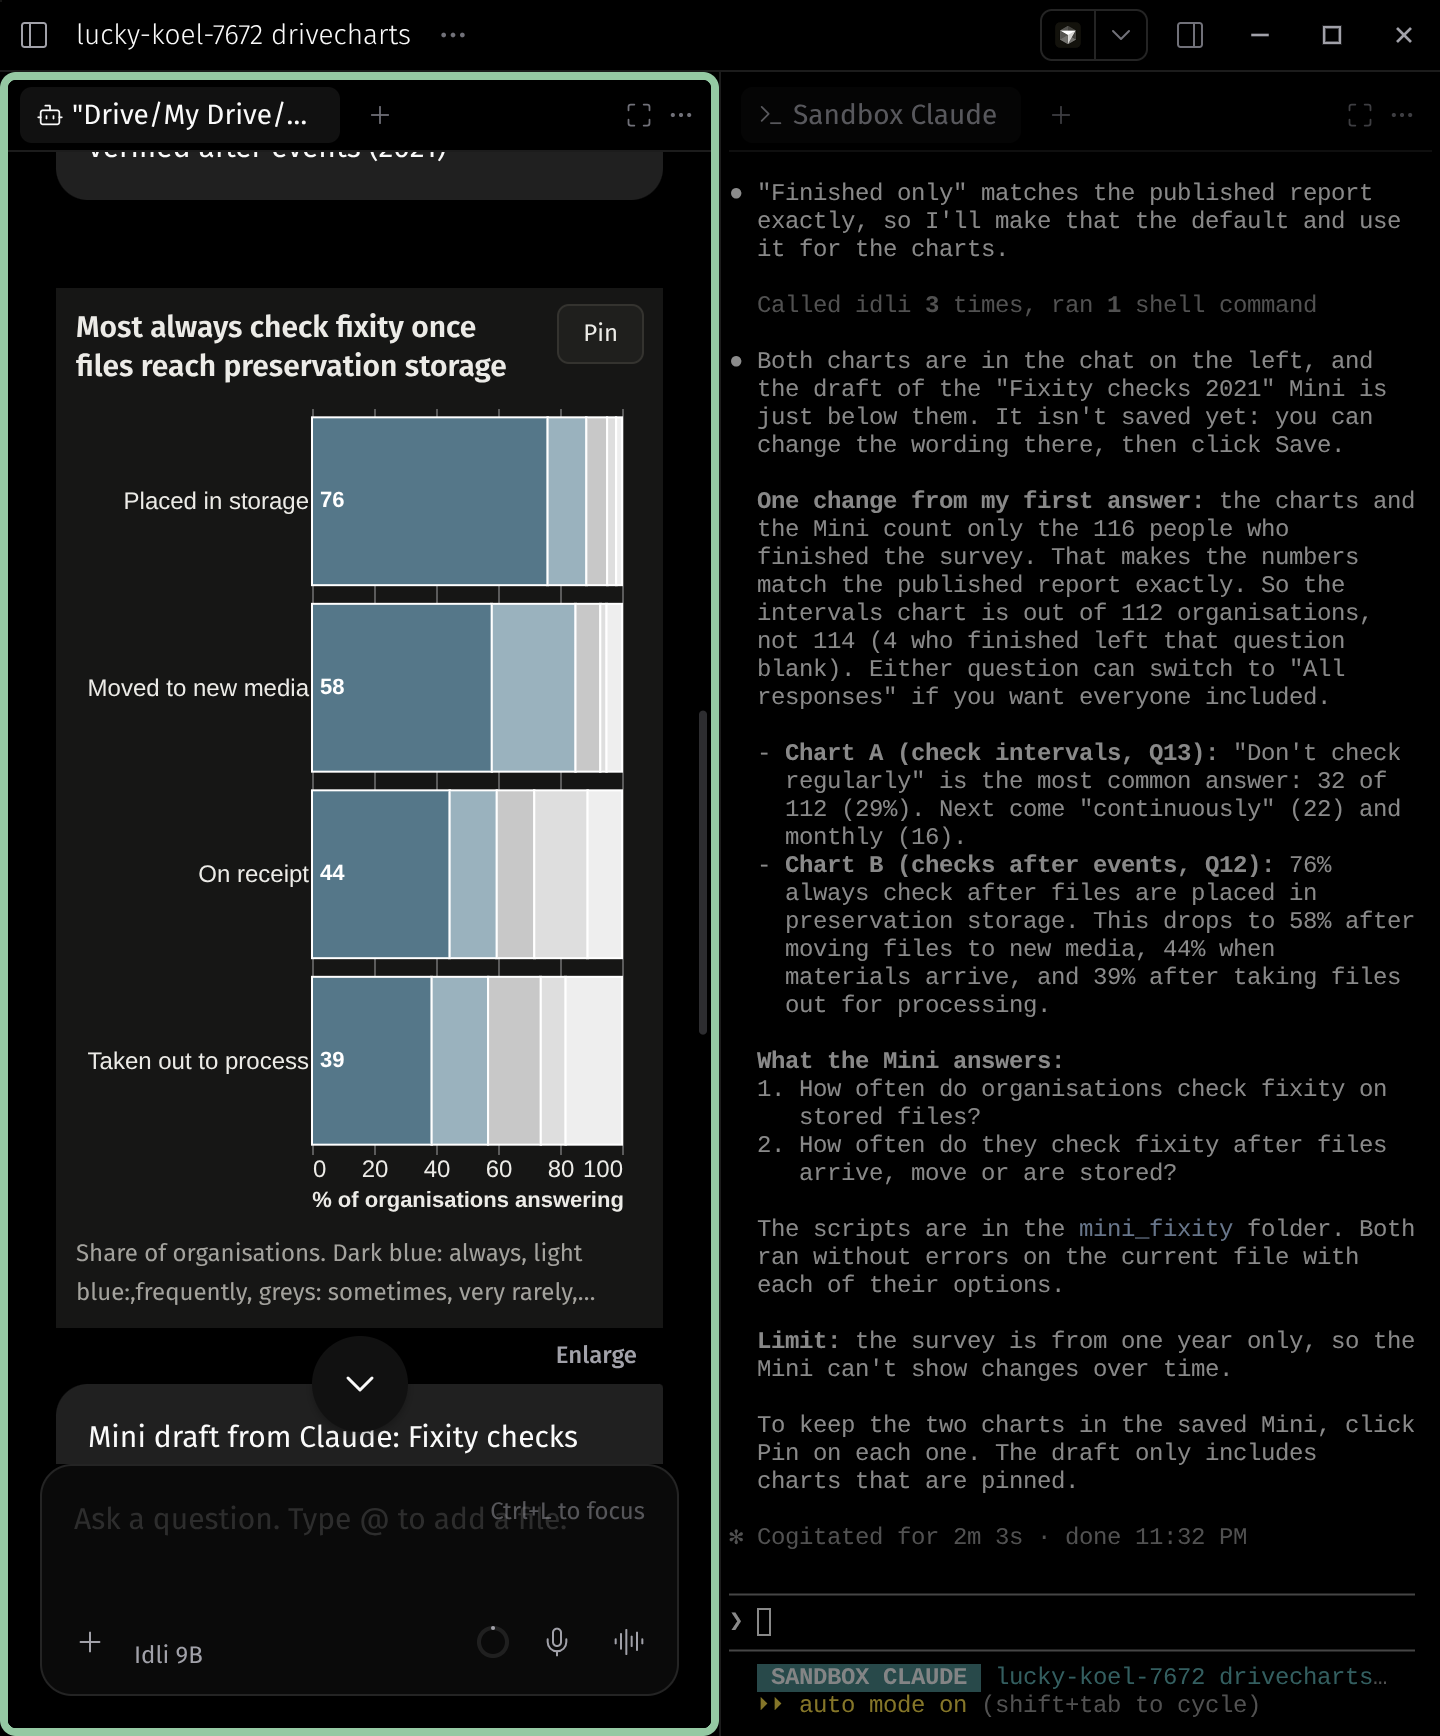 lucky-koel-7672 drivecharts
"Drive/My Drive/...
verified after events (2021)
Most always check fixity once
files reach preservation storage
Pin
Placed in storage
76
Moved to new media
58
On receipt
44
Taken out to process
39
0 20 40 60 80 100
% of organisations answering
Share of organisations. Dark blue: always, light
blue:,frequently, greys: sometimes, very rarely,...
Enlarge
Mini draft from Claude: Fixity checks
Ask a question. Type @ to add a file.
Ctrl+L to focus
Idli 9B
Sandbox Claude
● "Finished only" matches the published report
exactly, so I'll make that the default and use
it for the charts.
Called idli 3 times, ran 1 shell command
● Both charts are in the chat on the left, and
the draft of the "Fixity checks 2021" Mini is
just below them. It isn't saved yet: you can
change the wording there, then click Save.
One change from my first answer: the charts and
the Mini count only the 116 people who
finished the survey. That makes the numbers
match the published report exactly. So the
intervals chart is out of 112 organisations,
not 114 (4 who finished left that question
blank). Either question can switch to "All
responses" if you want everyone included.
- Chart A (check intervals, Q13): "Don't check
regularly" is the most common answer: 32 of
112 (29%). Next come "continuously" (22) and
monthly (16).
- Chart B (checks after events, Q12): 76%
always check after files are placed in
preservation storage. This drops to 58% after
moving files to new media, 44% when
materials arrive, and 39% after taking files
out for processing.
What the Mini answers:
1. How often do organisations check fixity on
stored files?
2. How often do they check fixity after files
arrive, move or are stored?
The scripts are in the mini_fixity folder. Both
ran without errors on the current file with
each of their options.
Limit: the survey is from one year only, so the
Mini can't show changes over time.
To keep the two charts in the saved Mini, click
Pin on each one. The draft only includes
charts that are pinned.
✻ Cogitated for 2m 3s · done 11:32 PM
❯
SANDBOX CLAUDE lucky-koel-7672 drivecharts…
⏵⏵ auto mode on (shift+tab to cycle)